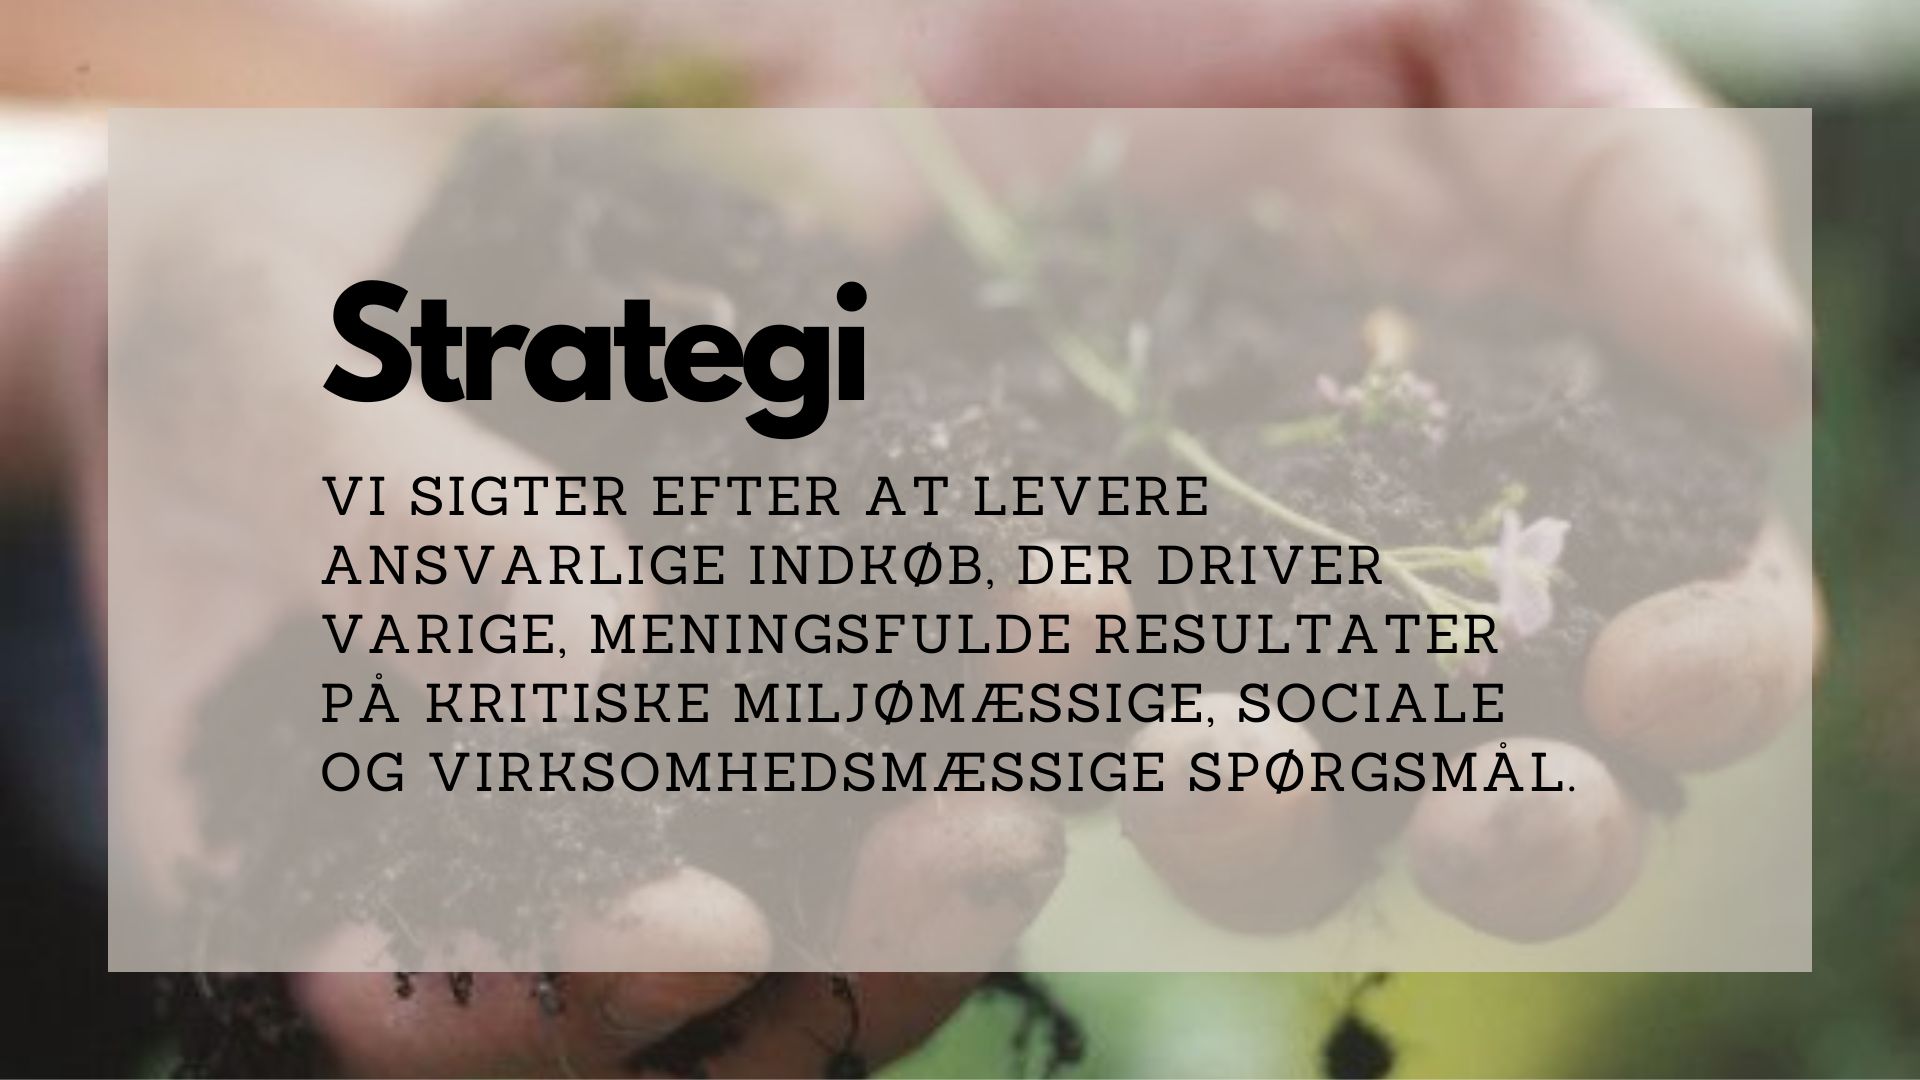 Strategi
VI SIGTER EFTER AT LEVERE
ANSVARLIGE INDKØB, DER DRIVER
VARIGE, MENINGSFULDE RESULTATER
PÅ KRITISKE MILJØMÆSSIGE, SOCIALE
OG VIRKSOMHEDSMÆSSIGE SPØRGSMÅL.